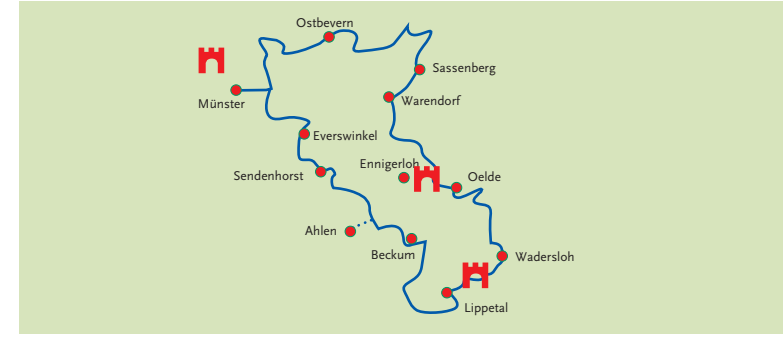 Ostbevern
Sassenberg
Münster
Warendorf
Everswinkel
Ennigerloh
Sendenhorst
Oelde
Ahlen
Beckum
Wadersloh
Lippetal